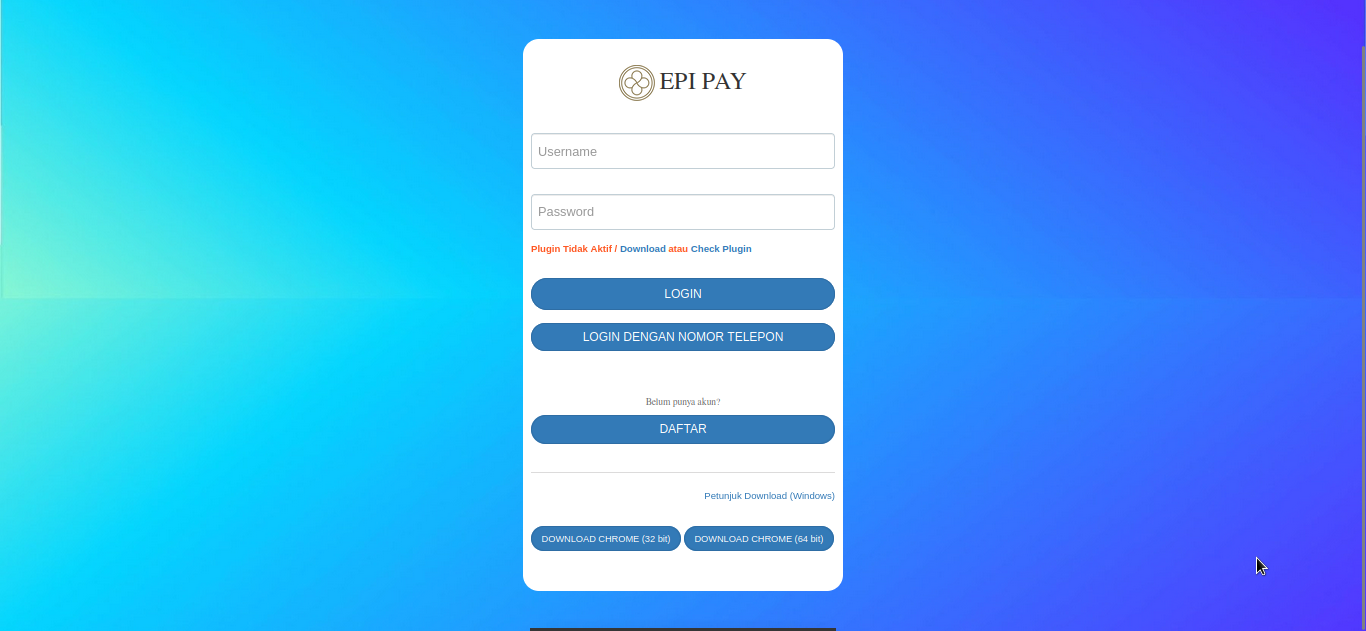 EPI PAY
Username
Password
Plugin Tidak Aktif / Download atau Check Plugin
LOGIN
LOGIN DENGAN NOMOR TELEPON
Belum punya akun?
DAFTAR
Petunjuk Download (Windows)
DOWNLOAD CHROME (32 bit) DOWNLOAD CHROME (64 bit)